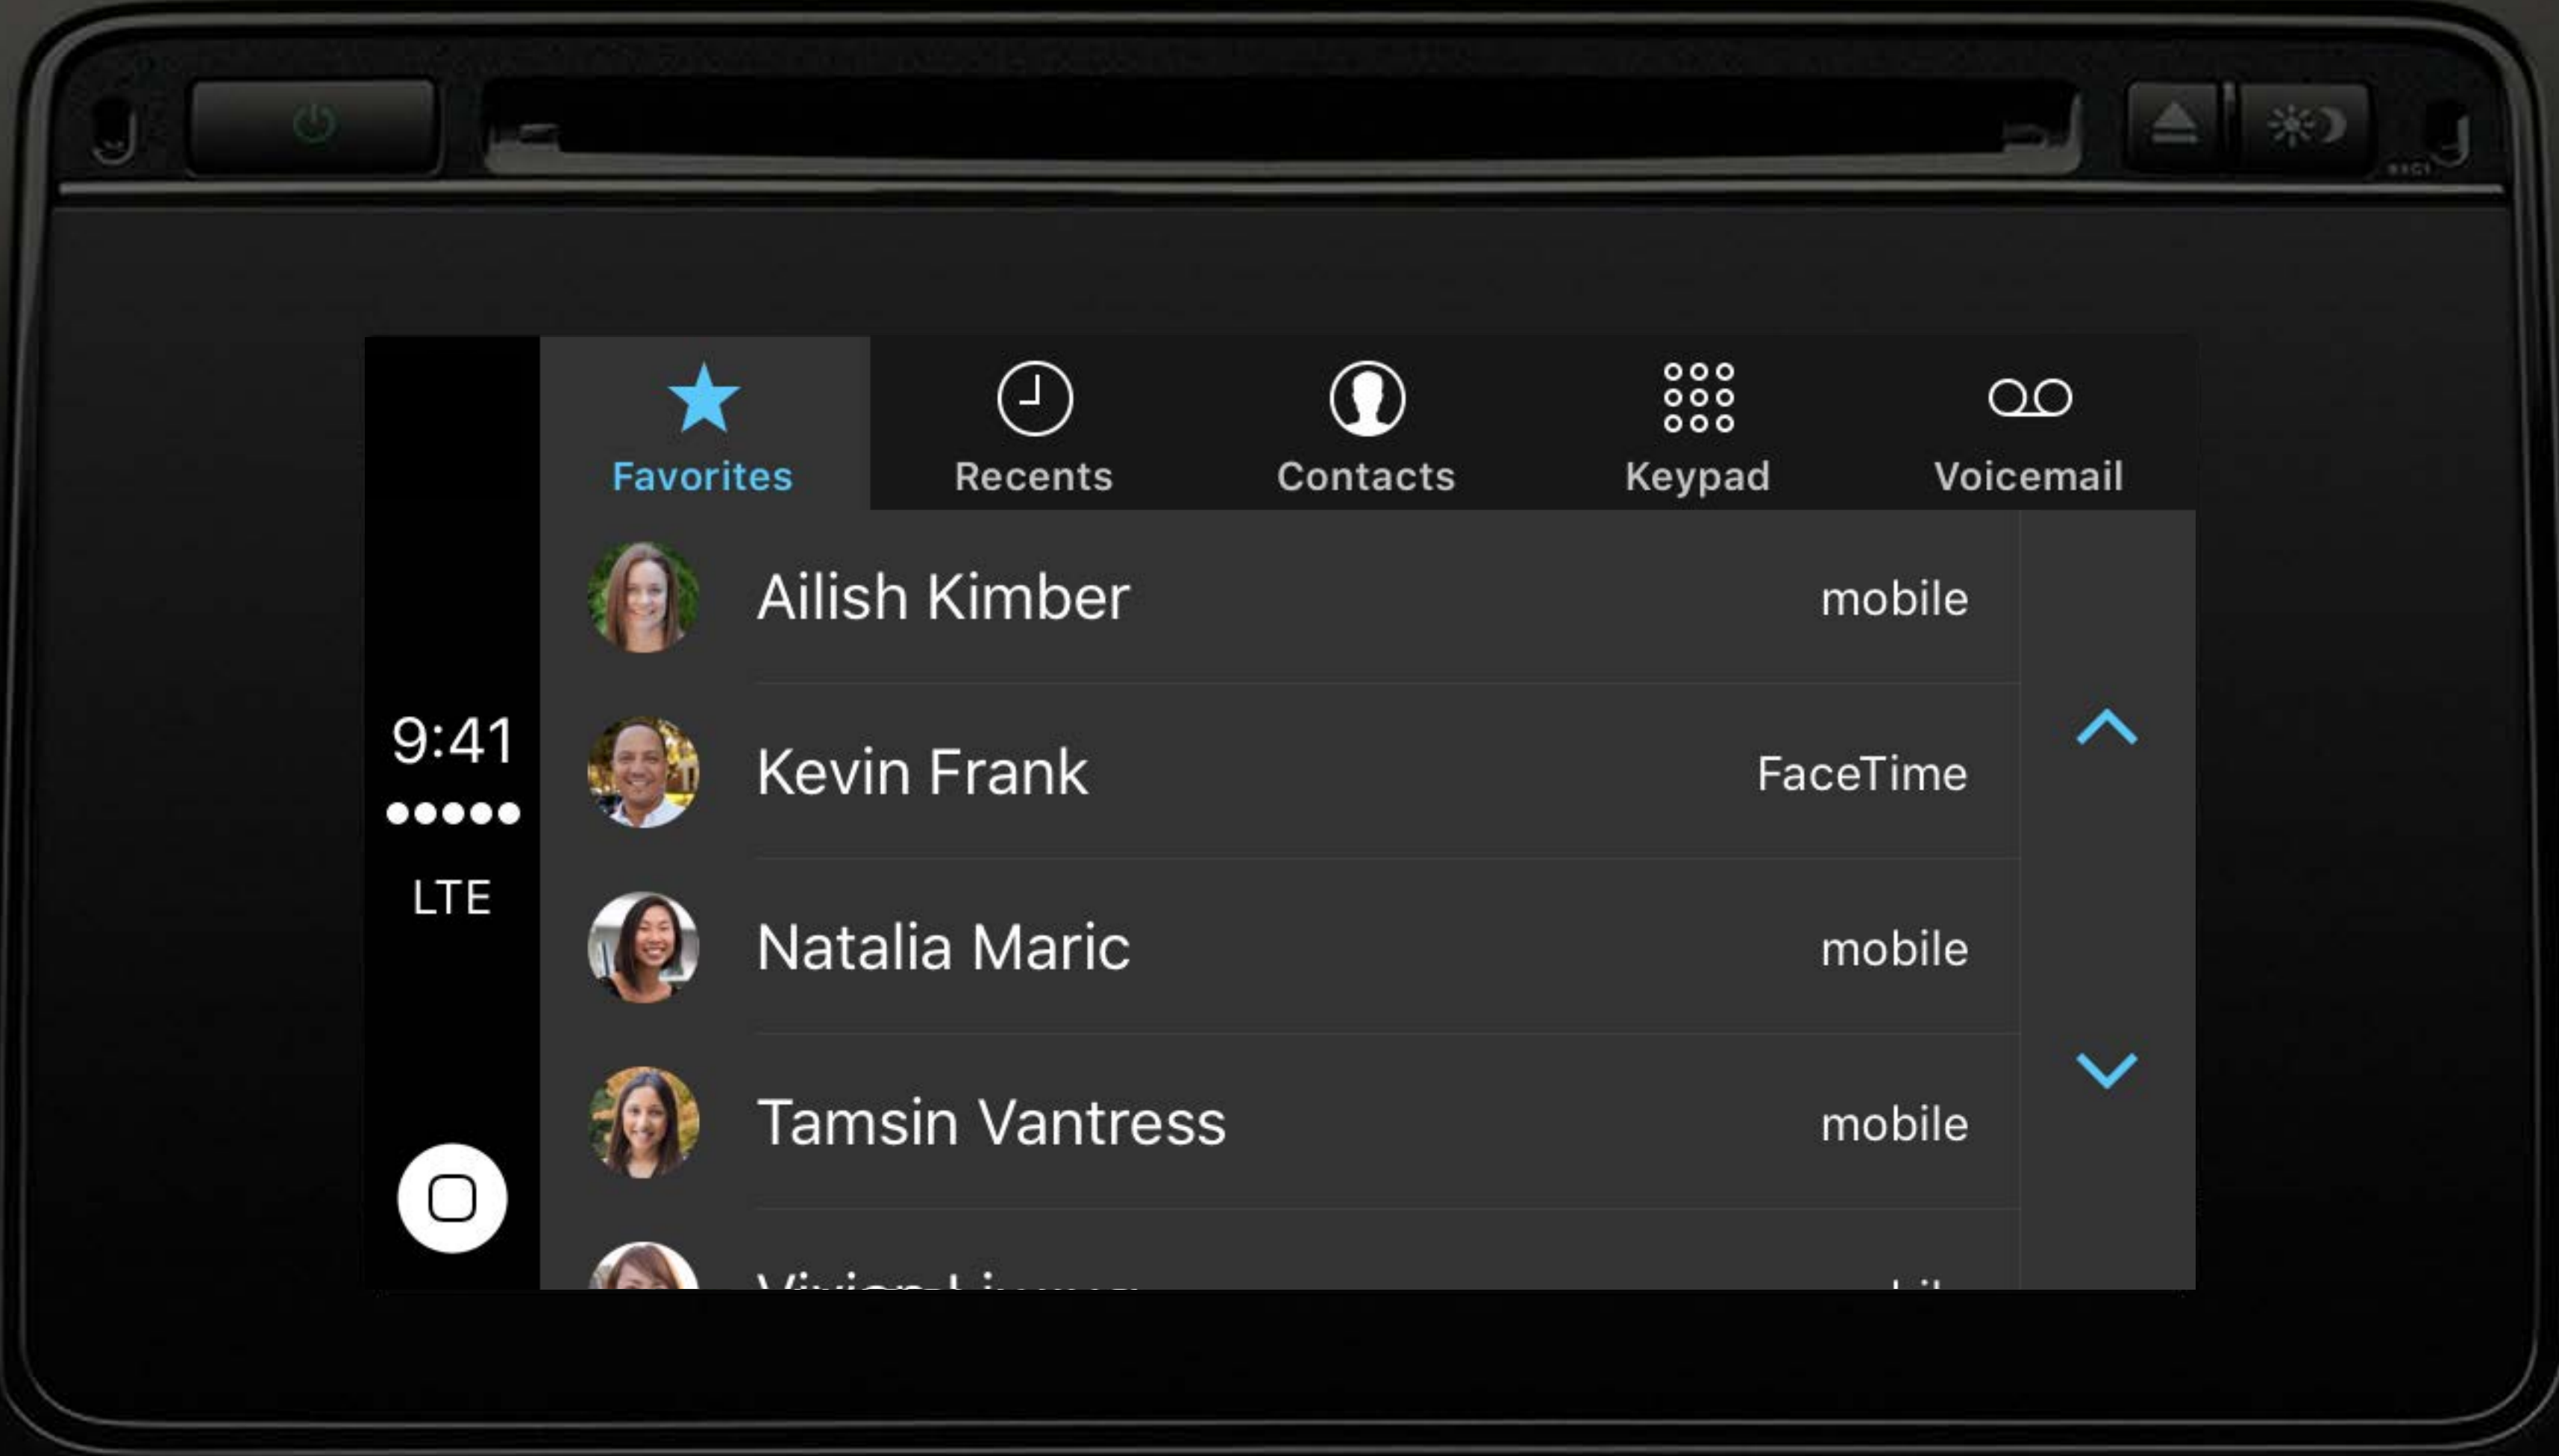 Favorites
Recents
Contacts
Keypad
Voicemail
Ailish Kimber mobile
Kevin Frank FaceTime
Natalia Maric mobile
Tamsin Vantress mobile
9:41
LTE